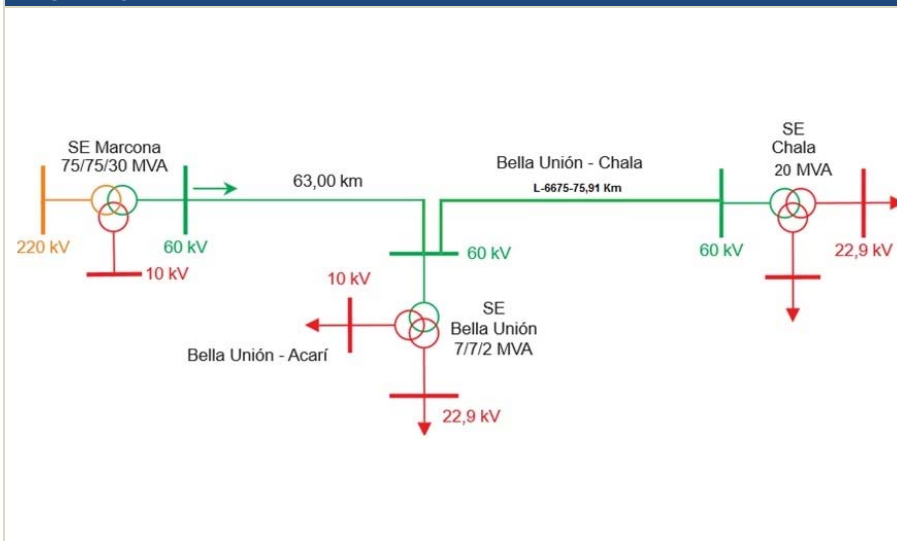 SE Marcona
75/75/30 MVA
220 kV
60 kV
10 kV
63,00 km
Bella Unión - Chala
L-6675-75,91 Km
60 kV
60 kV
SE
Chala
20 MVA
22,9 kV
10 kV
SE
Bella Unión
7/7/2 MVA
Bella Unión - Acarí
22,9 kV